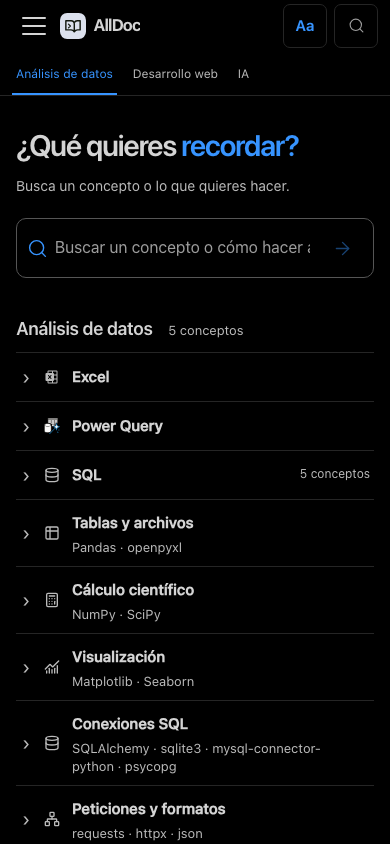 AllDoc
Aa
Análisis de datos
Desarrollo web
IA
¿Qué quieres recordar?
Busca un concepto o lo que quieres hacer.
Buscar un concepto o cómo hacer a
Análisis de datos 5 conceptos
Excel
Power Query
SQL 5 conceptos
Tablas y archivos
Pandas · openpyxl
Cálculo científico
NumPy · SciPy
Visualización
Matplotlib · Seaborn
Conexiones SQL
SQLAlchemy · sqlite3 · mysql-connector-
python · psycopg
Peticiones y formatos
requests · httpx · json